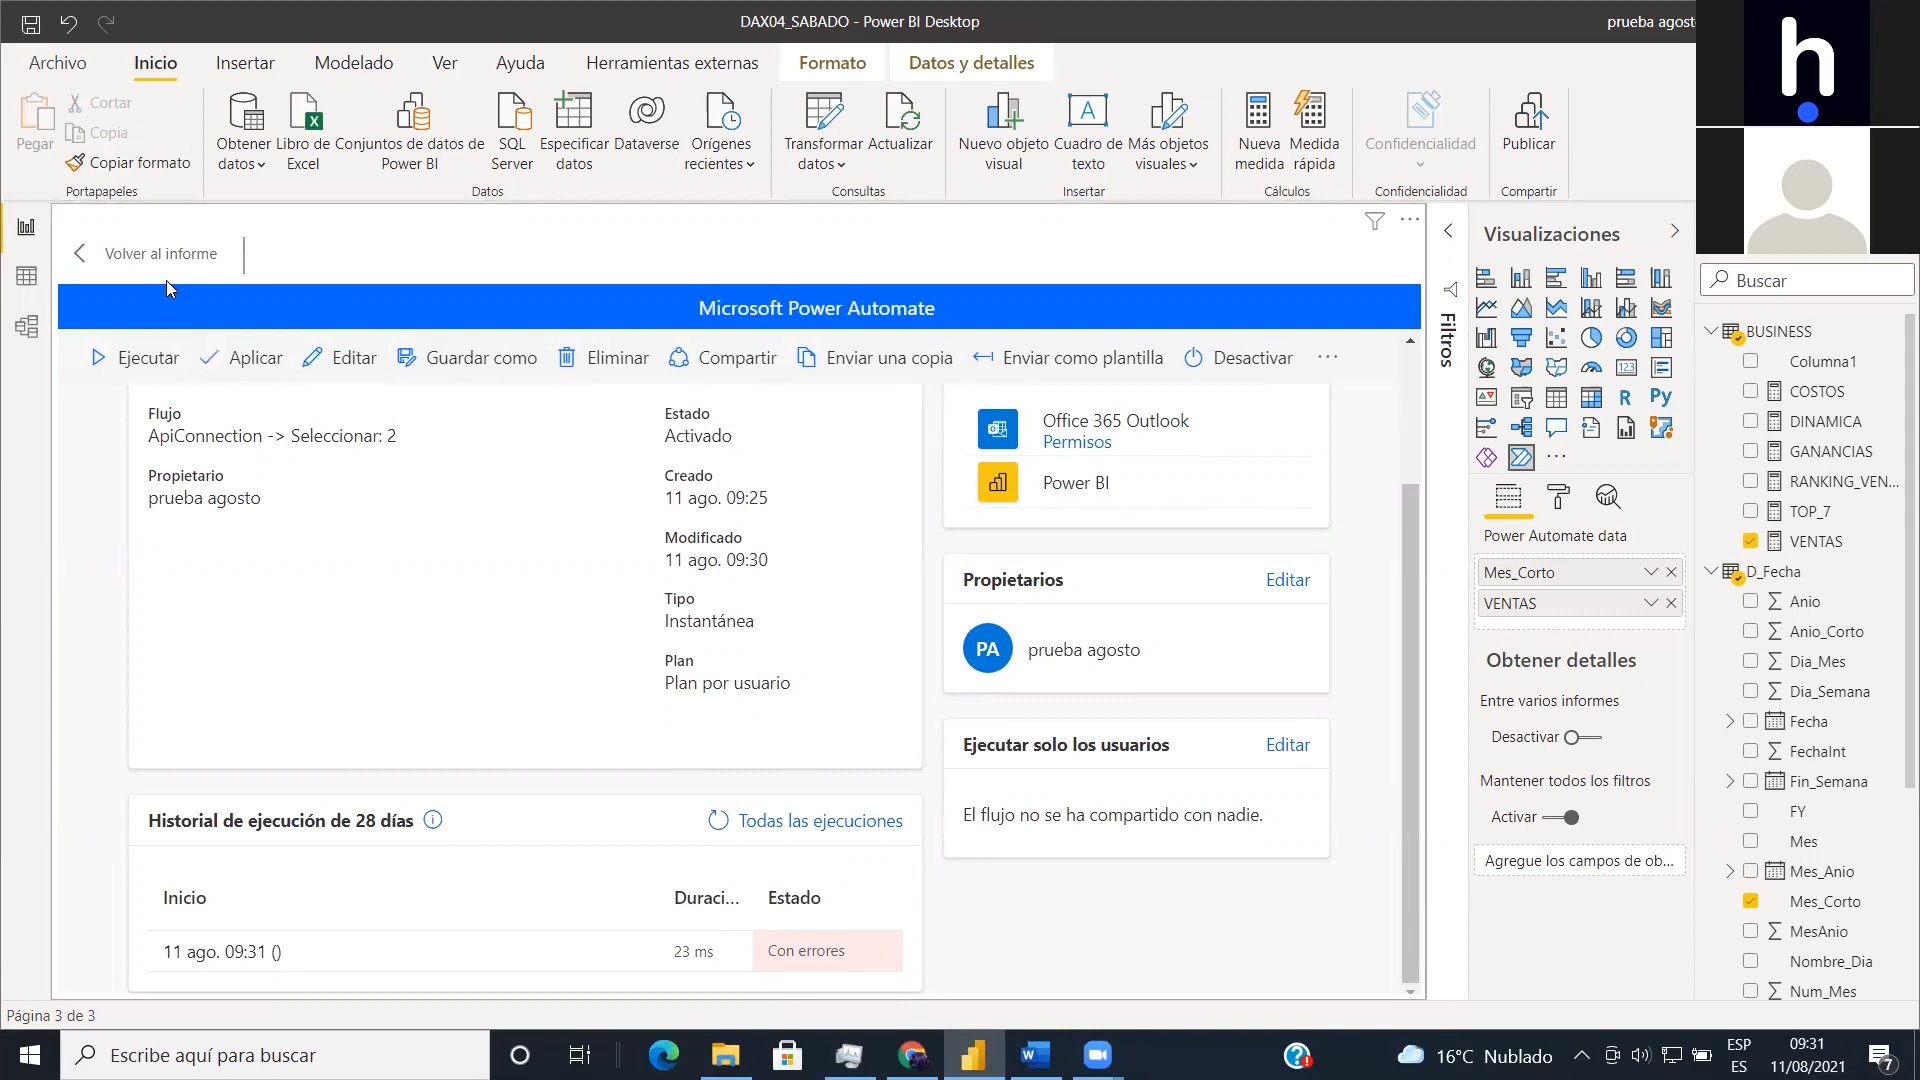 DAX04_SABADO - Power BI Desktop
prueba agost
h
Archivo
Inicio
Insertar
Modelado
Ver
Ayuda
Herramientas externas
Formato
Datos y detalles
Pegar
Cortar
Copia
Copiar formato
Portapapeles
Obtener datos
Libro de Excel
Conjuntos de datos de Power BI
SQL Server
Especificar datos
Dataverse
Orígenes recientes
Datos
Transformar datos
Actualizar
Consultas
Nuevo objeto visual
Cuadro de texto
Más objetos visuales
Insertar
Nueva medida
Medida rápida
Cálculos
Confidencialidad
Confidencialidad
Publicar
Compartir
Volver al informe
Microsoft Power Automate
Ejecutar
Aplicar
Editar
Guardar como
Eliminar
Compartir
Enviar una copia
Enviar como plantilla
Desactivar
Flujo
ApiConnection -> Seleccionar: 2
Propietario
prueba agosto
Estado
Activado
Creado
11 ago. 09:25
Modificado
11 ago. 09:30
Tipo
Instantánea
Plan
Plan por usuario
Office 365 Outlook
Permisos
Power BI
Propietarios
Editar
PA
prueba agosto
Ejecutar solo los usuarios
Editar
El flujo no se ha compartido con nadie.
Historial de ejecución de 28 días
Todas las ejecuciones
Inicio
Duraci...
Estado
11 ago. 09:31 ()
23 ms
Con errores
Filtros
Visualizaciones
123
R
Py
Power Automate data
Mes_Corto
VENTAS
Obtener detalles
Entre varios informes
Desactivar
Mantener todos los filtros
Activar
Agregue los campos de ob...
Buscar
BUSINESS
Columna1
COSTOS
DINAMICA
GANANCIAS
RANKING_VEN...
TOP_7
VENTAS
D_Fecha
Anio
Anio_Corto
Dia_Mes
Dia_Semana
Fecha
FechaInt
Fin_Semana
FY
Mes
Mes_Anio
Mes_Corto
MesAnio
Nombre_Dia
Num_Mes
Página 3 de 3
Escribe aquí para buscar
16°C Nublado
ESP
ES
09:31
11/08/2021
7